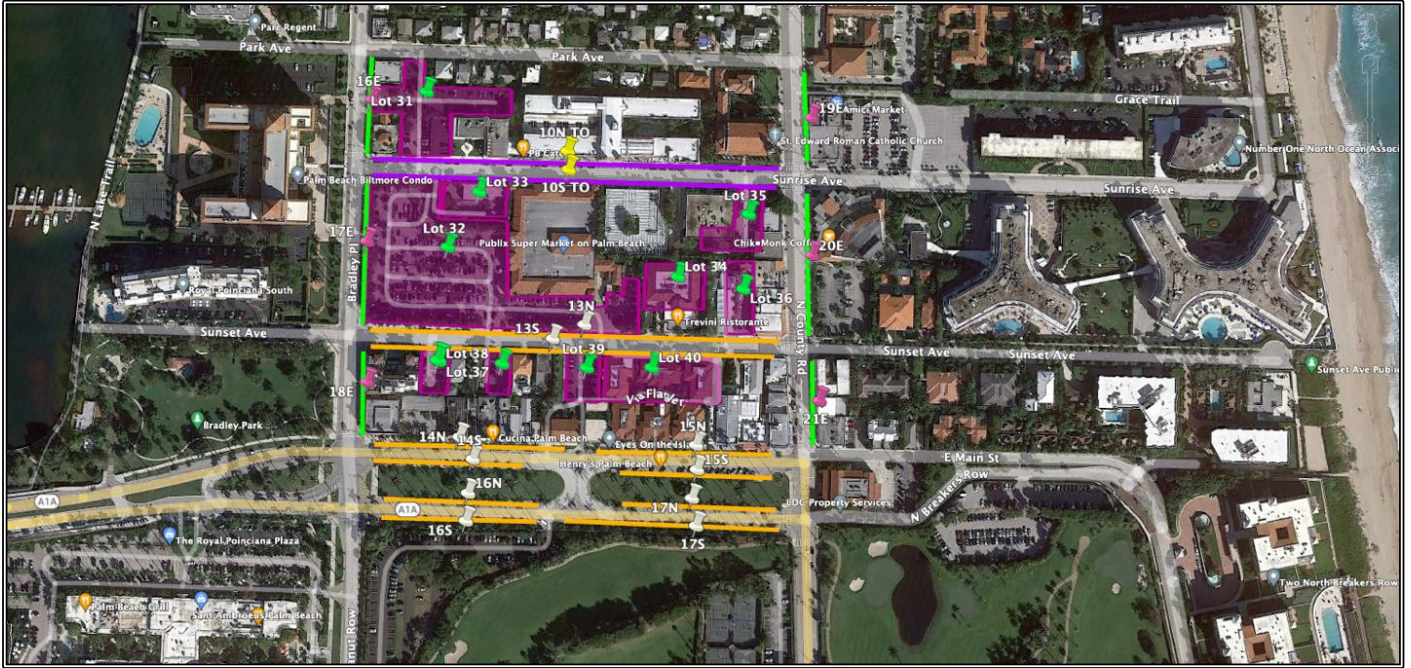 Park Regent
Park Ave
Park Ave
16E
Lot 31
Grace Trail
19E
Amici Market
10N TO
St. Edward Roman Catholic Church
Number One North Ocean Associ
N Lake Trail
Palm Beach Biltmore Condo
10S TO
Lot 33
Sunrise Ave
Sunrise Ave
Lot 35
17E
Lot 32
Publix Super Market on Palm Beach
Chik•Monk Coff
20E
Bradley Pl
Lot 34
Royal Poinciana South
Lot 36
13N
Trevini Ristorante
N County Rd
Sunset Ave
13S
Lot 38
Lot 39
Lot 40
Sunset Ave
Sunset Ave
Lot 37
Sunset Ave Public
18E
Via Flagler
21E
Bradley Park
14N
14S
Cucina Palm Beach
Eyes On the Isla
15N
Henry's Palm Beach
15S
E Main St
16N
A1A
A1A
17N
LDG Property Services
N Breakers Row
16S
17S
The Royal Poinciana Plaza
Palm Beach Grill
Sant Ambroeus Palm Beach
Two North Breakers Row
anut Row